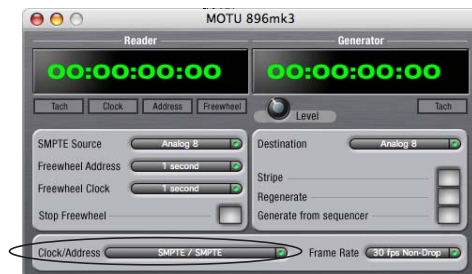 MOTU 896mk3
Reader
Generator
00:00:00:00
00:00:00:00
Tach Clock Address Freewheel
Level
Tach
SMPTE Source Analog 8
Destination Analog 8
Freewheel Address 1 second
Stripe
Freewheel Clock 1 second
Regenerate
Stop Freewheel
Generate from sequencer
Clock/Address SMPTE / SMPTE
Frame Rate 30 fps Non-Drop